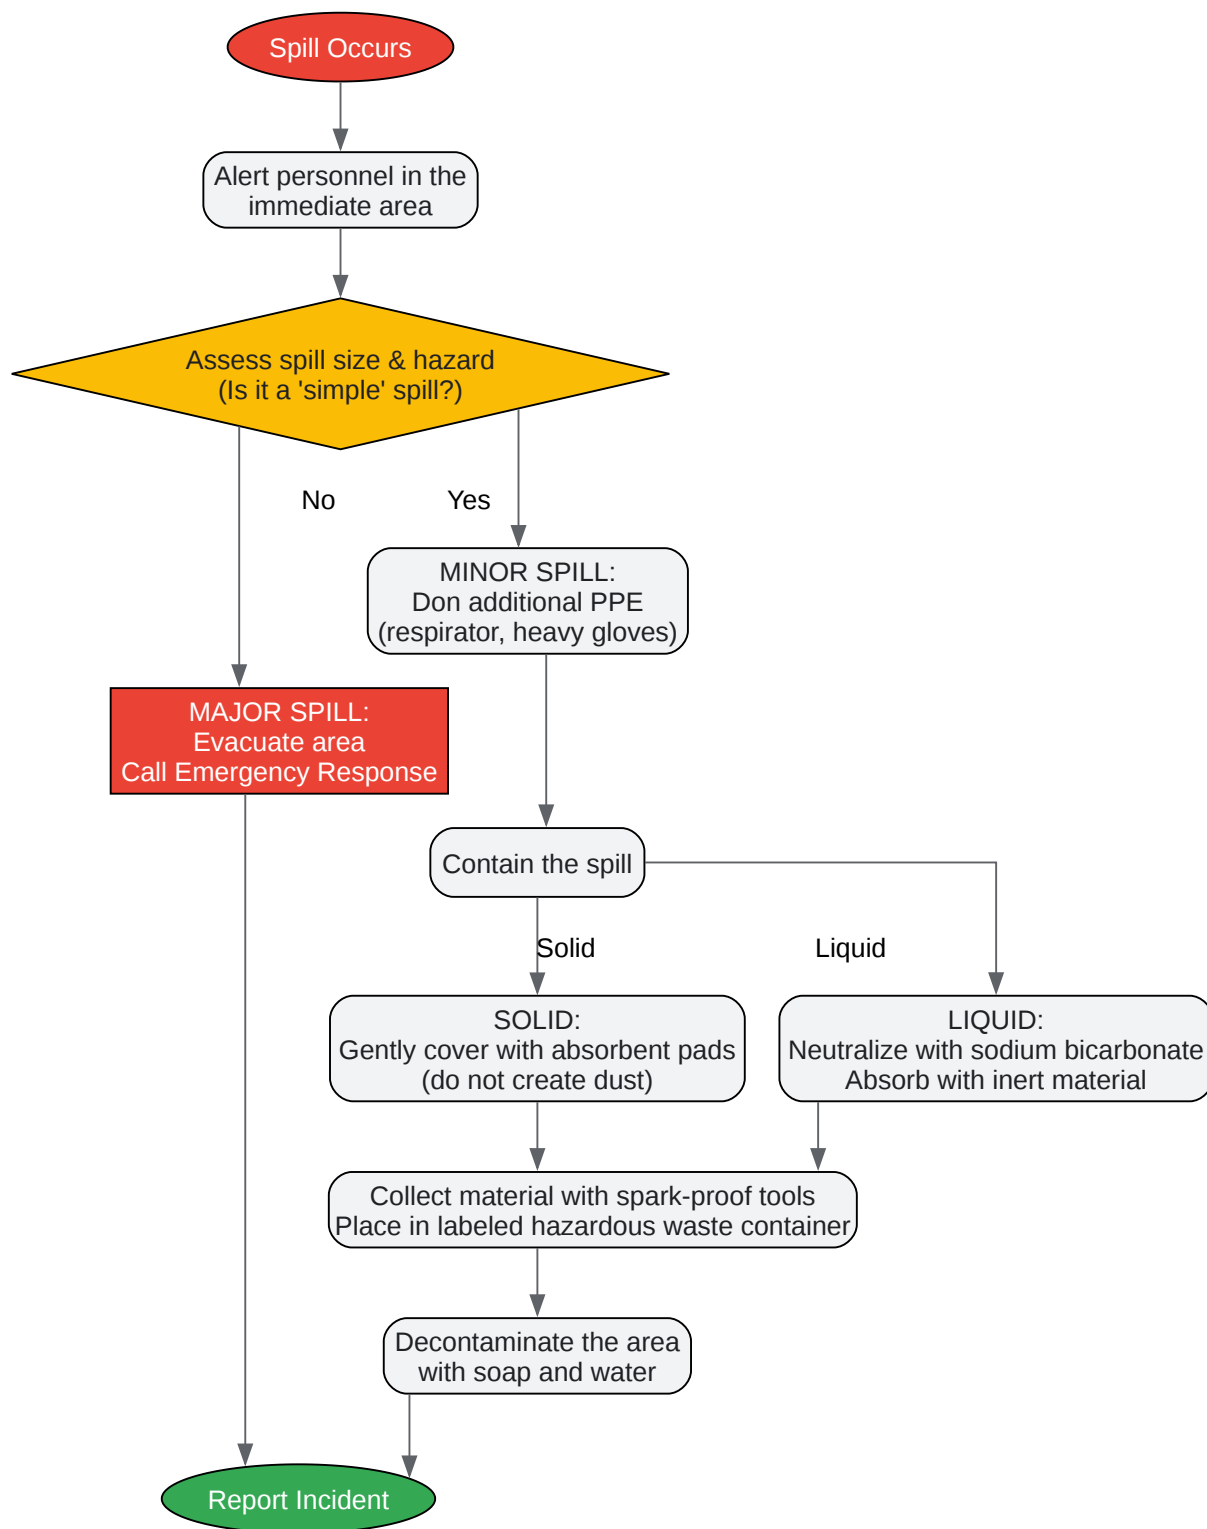 Spill Occurs
Alert personnel in the
immediate area
Assess spill size & hazard
(Is it a 'simple' spill?)
No
Yes
MINOR SPILL:
Don additional PPE
(respirator, heavy gloves)
MAJOR SPILL:
Evacuate area
Call Emergency Response
Contain the spill
Solid
Liquid
SOLID:
Gently cover with absorbent pads
(do not create dust)
LIQUID:
Neutralize with sodium bicarbonate
Absorb with inert material
Collect material with spark-proof tools
Place in labeled hazardous waste container
Decontaminate the area
with soap and water
Report Incident